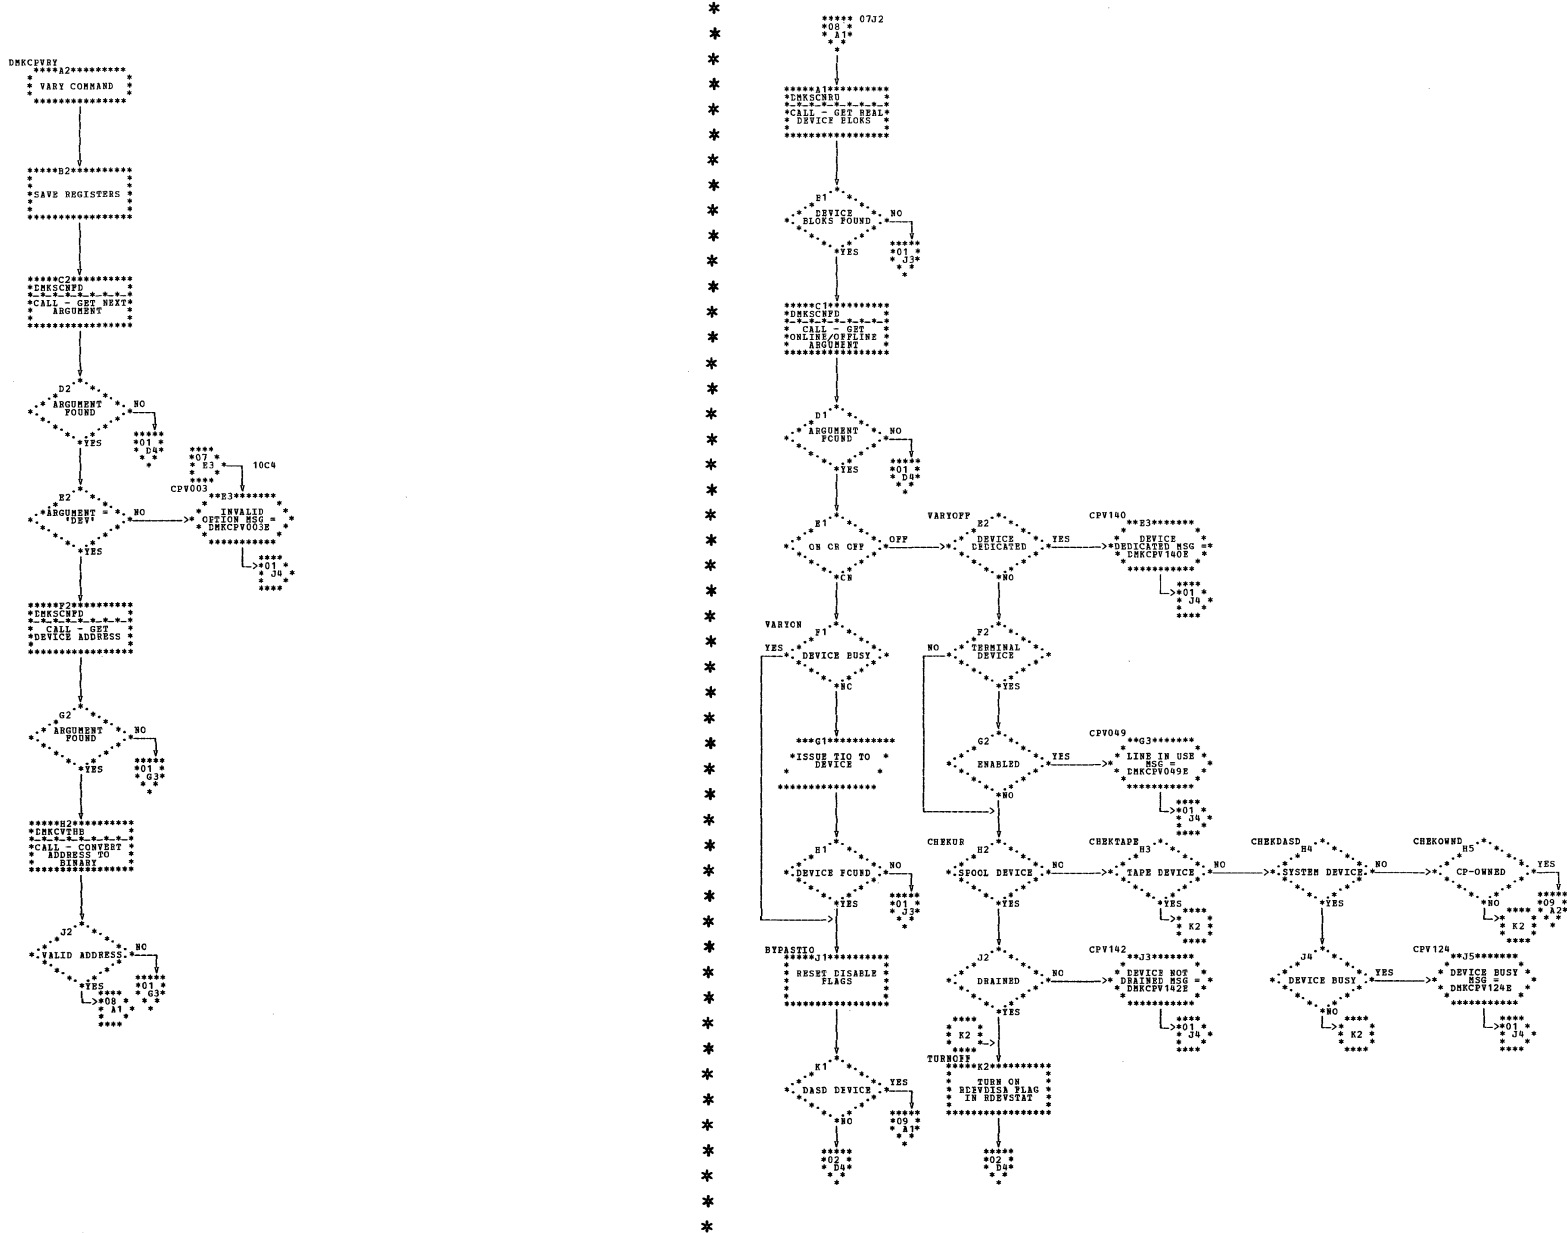 DMKCPVRY
A2
VARY COMMAND
B2
SAVE REGISTERS
C2
DMKSCNFD
CALL - GET NEXT
ARGUMENT
D2
ARGUMENT
FOUND
NO
YES
01
D4
07
E3
10C4
CPV003
E2
ARGUMENT =
'DEV'
NO
YES
E3
INVALID
OPTION MSG =
DMKCPV003E
01
J4
F2
DMKSCNFD
CALL - GET
DEVICE ADDRESS
G2
ARGUMENT
FOUND
NO
YES
01
G3
H2
DMKCVTHB
CALL - CONVERT
ADDRESS TO
BINARY
J2
VALID ADDRESS
NO
YES
01
G3
08
A1
08
A1
07J2
A1
DMKSCNRU
CALL - GET REAL
DEVICE BLOKS
B1
DEVICE
BLOKS FOUND
NO
YES
01
J3
C1
DMKSCNFD
CALL - GET
ONLINE/OFFLINE
ARGUMENT
D1
ARGUMENT
FOUND
NO
YES
01
D4
E1
ON OR OFF
OFF
ON
VARYOFF
E2
DEVICE
DEDICATED
YES
NO
CPV140
E3
DEVICE
DEDICATED MSG =
DMKCPV140E
01
J4
VARYON
F1
DEVICE BUSY
YES
NO
F2
TERMINAL
DEVICE
NO
YES
G1
ISSUE TIO TO
DEVICE
G2
ENABLED
YES
NO
CPV049
G3
LINE IN USE
MSG =
DMKCPV049E
01
J4
H1
DEVICE FOUND
NO
YES
01
J3
CHEKUR
H2
SPOOL DEVICE
NO
YES
CHEKTAPE
H3
TAPE DEVICE
NO
YES
K2
CHEKDASD
H4
SYSTEM DEVICE
NO
YES
CHEKOWND
H5
CP-OWNED
YES
NO
K2
09
A2
BYPASTIO
J1
RESET DISABLE
FLAGS
J2
DRAINED
NO
YES
CPV142
J3
DEVICE NOT
DRAINED MSG =
DMKCPV142E
01
J4
J4
DEVICE BUSY
YES
NO
K2
CPV124
J5
DEVICE BUSY
MSG =
DMKCPV124E
01
J4
K1
DASD DEVICE
YES
NO
09
A1
K2
TURNOFF
K2
TURN ON
RDEVDISA FLAG
IN RDEVSTAT
02
D4
02
D4